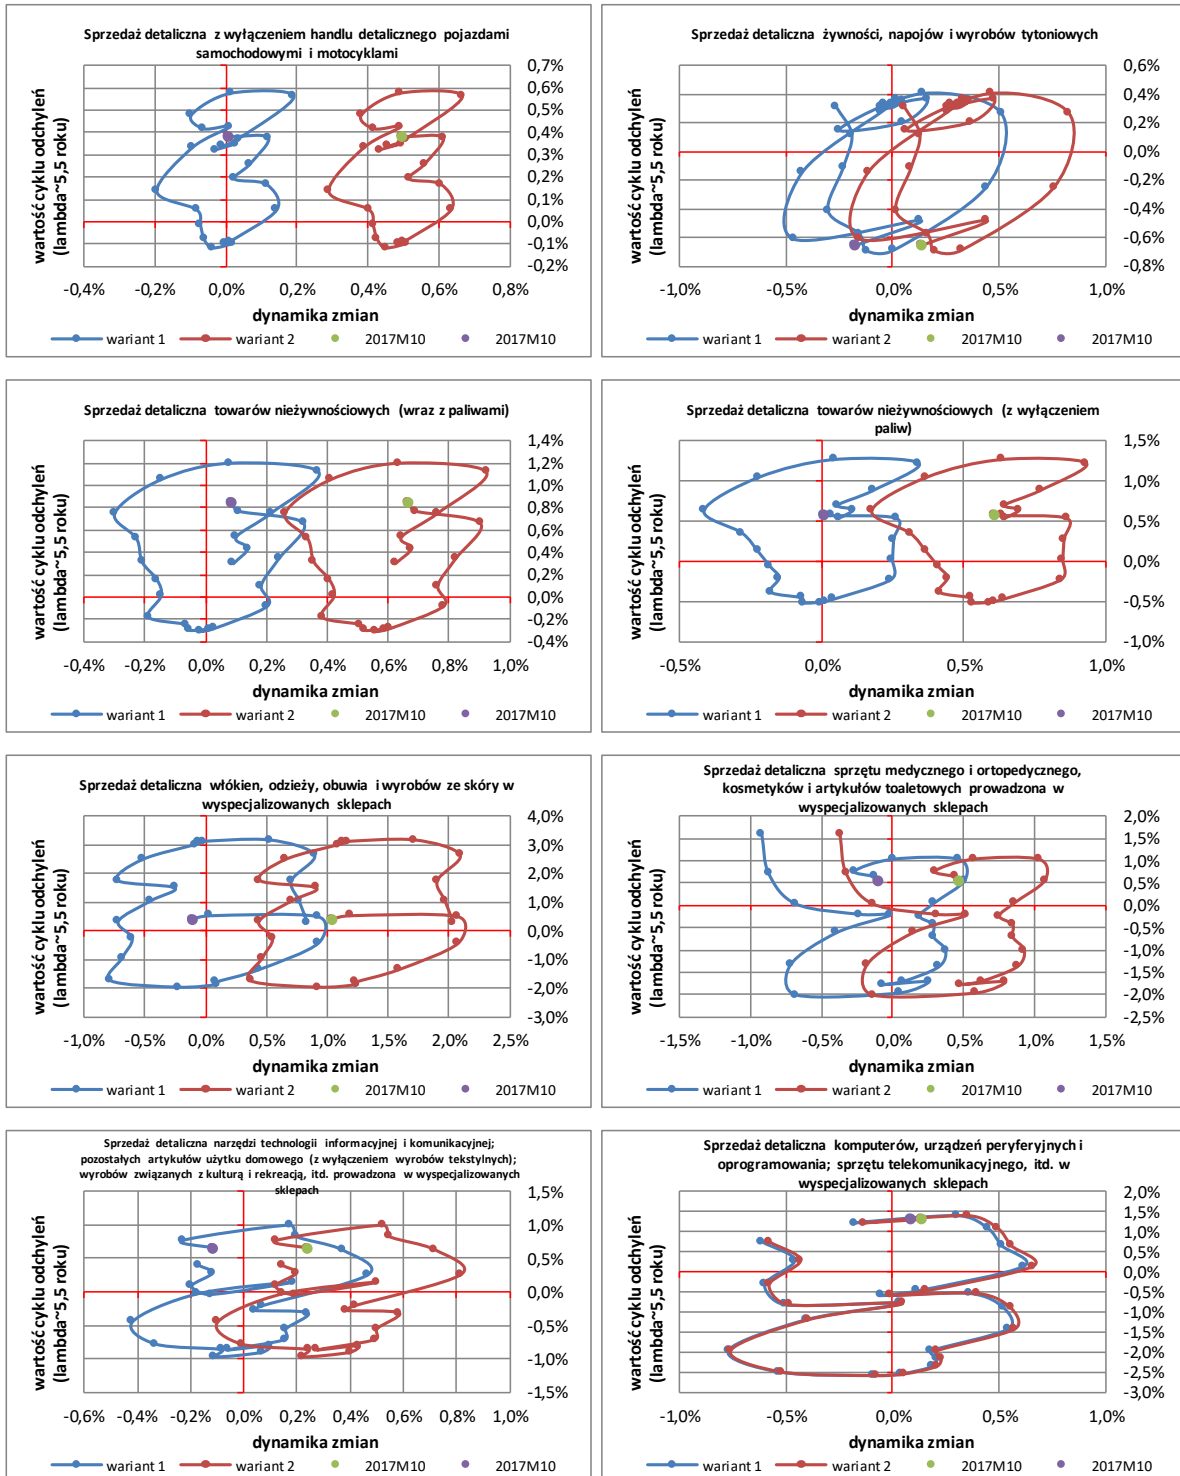 Sprzedaż detaliczna z wyłączeniem handlu detalicznego pojazdami
samochodowymi i motocyklami
0,7%
0,6%
0,5%
0,4%
0,3%
0,2%
0,1%
0,0%
-0,1%
-0,2%
wartość cyklu odchyleń
(lambda~5,5 roku)
-0,4% -0,2% 0,0% 0,2% 0,4% 0,6% 0,8%
dynamika zmian
wariant 1 wariant 2 2017M10 2017M10
Sprzedaż detaliczna żywności, napojów i wyrobów tytoniowych
0,6%
0,4%
0,2%
0,0%
-0,2%
-0,4%
-0,6%
-0,8%
wartość cyklu odchyleń
(lambda~5,5 roku)
-1,0% -0,5% 0,0% 0,5% 1,0%
dynamika zmian
wariant 1 wariant 2 2017M10 2017M10
Sprzedaż detaliczna towarów nieżywnościowych (wraz z paliwami)
1,4%
1,2%
1,0%
0,8%
0,6%
0,4%
0,2%
0,0%
-0,2%
-0,4%
wartość cyklu odchyleń
(lambda~5,5 roku)
-0,4% -0,2% 0,0% 0,2% 0,4% 0,6% 0,8% 1,0%
dynamika zmian
wariant 1 wariant 2 2017M10 2017M10
Sprzedaż detaliczna towarów nieżywnościowych (z wyłączeniem
paliw)
1,5%
1,0%
0,5%
0,0%
-0,5%
-1,0%
wartość cyklu odchyleń
(lambda~5,5 roku)
-0,5% 0,0% 0,5% 1,0%
dynamika zmian
wariant 1 wariant 2 2017M10 2017M10
Sprzedaż detaliczna włókien, odzieży, obuwia i wyrobów ze skóry w
wyspecjalizowanych sklepach
4,0%
3,0%
2,0%
1,0%
0,0%
-1,0%
-2,0%
-3,0%
wartość cyklu odchyleń
(lambda~5,5 roku)
-1,0% -0,5% 0,0% 0,5% 1,0% 1,5% 2,0% 2,5%
dynamika zmian
wariant 1 wariant 2 2017M10 2017M10
Sprzedaż detaliczna sprzętu medycznego i ortopedycznego,
kosmetyków i artykułów toaletowych prowadzona w
wyspecjalizowanych sklepach
2,0%
1,5%
1,0%
0,5%
0,0%
-0,5%
-1,0%
-1,5%
-2,0%
-2,5%
wartość cyklu odchyleń
(lambda~5,5 roku)
-1,5% -1,0% -0,5% 0,0% 0,5% 1,0% 1,5%
dynamika zmian
wariant 1 wariant 2 2017M10 2017M10
Sprzedaż detaliczna narzędzi technologii informacyjnej i komunikacyjnej;
pozostałych artykułów użytku domowego (z wyłączeniem wyrobów tekstylnych);
wyrobów związanych z kulturą i rekreacją, itd. prowadzona w wyspecjalizowanych
sklepach
1,5%
1,0%
0,5%
0,0%
-0,5%
-1,0%
-1,5%
wartość cyklu odchyleń
(lambda~5,5 roku)
-0,6% -0,4% -0,2% 0,0% 0,2% 0,4% 0,6% 0,8% 1,0%
dynamika zmian
wariant 1 wariant 2 2017M10 2017M10
Sprzedaż detaliczna komputerów, urządzeń peryferyjnych i
oprogramowania; sprzętu telekomunikacyjnego, itd. w
wyspecjalizowanych sklepach
2,0%
1,5%
1,0%
0,5%
0,0%
-0,5%
-1,0%
-1,5%
-2,0%
-2,5%
-3,0%
wartość cyklu odchyleń
(lambda~5,5 roku)
-1,0% -0,5% 0,0% 0,5% 1,0%
dynamika zmian
wariant 1 wariant 2 2017M10 2017M10